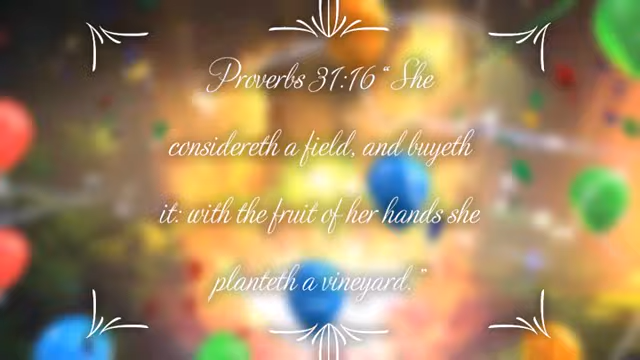 Proverbs 31:16 “She
considereth a field, and buyeth
it: with the fruit of her hands she
planteth a vineyard.”